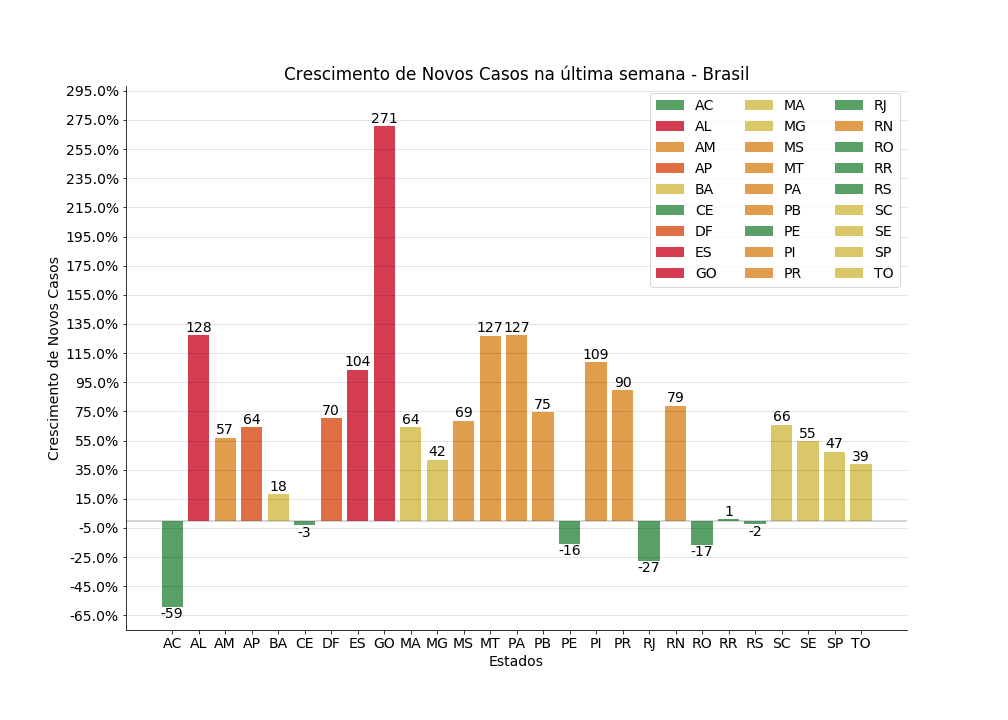 Crescimento de Novos Casos na última semana - Brasil
Crescimento de Novos Casos
295.0%
275.0%
255.0%
235.0%
215.0%
195.0%
175.0%
155.0%
135.0%
115.0%
95.0%
75.0%
55.0%
35.0%
15.0%
-5.0%
-25.0%
-45.0%
-65.0%
AC MA RJ
AL MG RN
AM MS RO
AP MT RR
BA PA RS
CE PB SC
DF PE SE
ES PI SP
GO PR TO
-59 128 57 64 18 -3 70 104 271 64 42 69 127 127 75 -16 109 90 -27 79 -17 1 -2 66 55 47 39
AC AL AM AP BA CE DF ES GO MA MG MS MT PA PB PE PI PR RJ RN RO RR RS SC SE SP TO
Estados